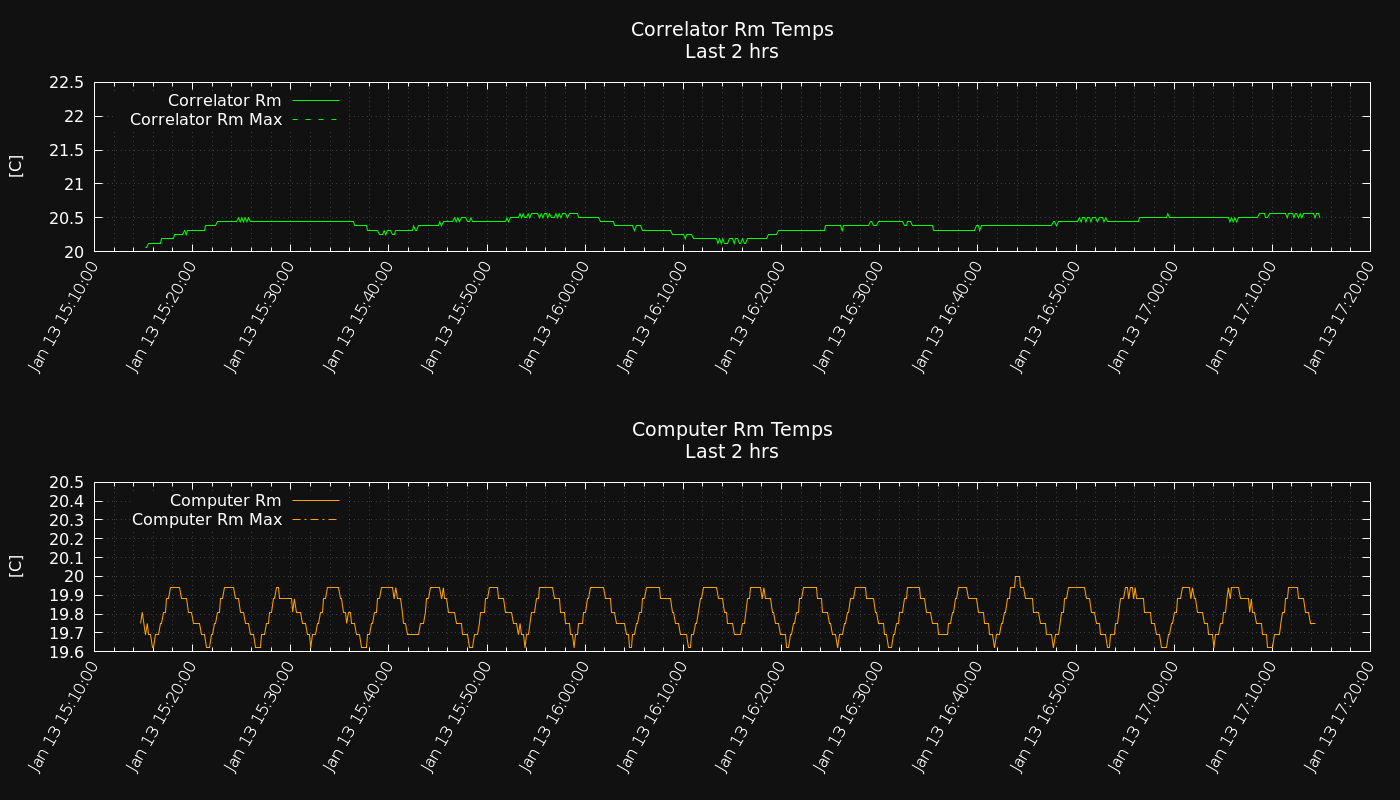 Correlator Rm Temps
Last 2 hrs
22.5
22
21.5
21
20.5
20
[C]
Correlator Rm
Correlator Rm Max
Jan 13 15:10:00
Jan 13 15:20:00
Jan 13 15:30:00
Jan 13 15:40:00
Jan 13 15:50:00
Jan 13 16:00:00
Jan 13 16:10:00
Jan 13 16:20:00
Jan 13 16:30:00
Jan 13 16:40:00
Jan 13 16:50:00
Jan 13 17:00:00
Jan 13 17:10:00
Jan 13 17:20:00
Computer Rm Temps
Last 2 hrs
20.5
20.4
20.3
20.2
20.1
20
19.9
19.8
19.7
19.6
[C]
Computer Rm
Computer Rm Max
Jan 13 15:10:00
Jan 13 15:20:00
Jan 13 15:30:00
Jan 13 15:40:00
Jan 13 15:50:00
Jan 13 16:00:00
Jan 13 16:10:00
Jan 13 16:20:00
Jan 13 16:30:00
Jan 13 16:40:00
Jan 13 16:50:00
Jan 13 17:00:00
Jan 13 17:10:00
Jan 13 17:20:00